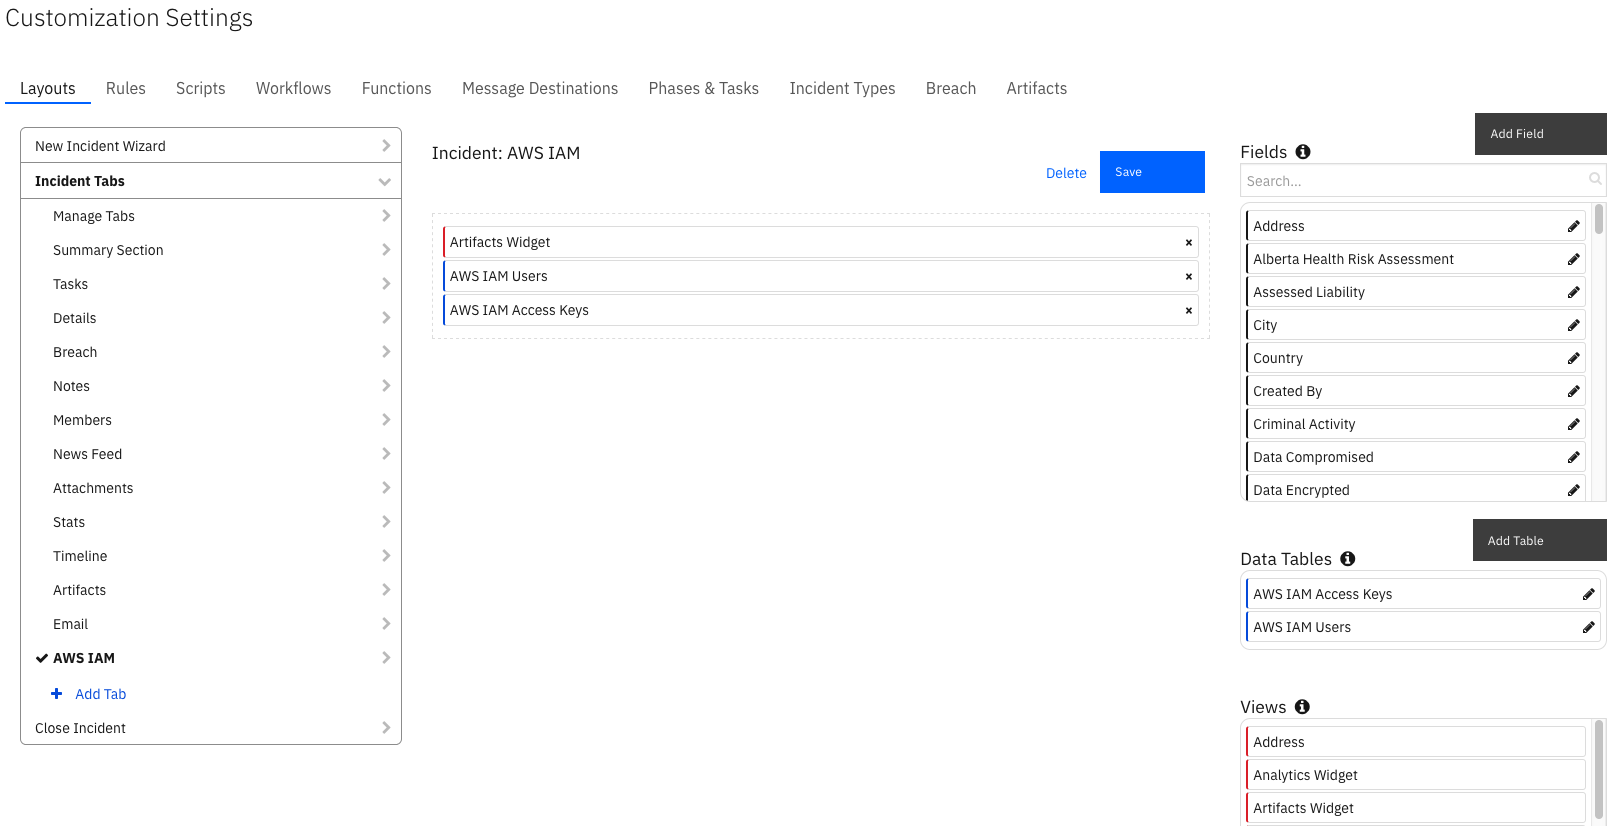 Customization Settings
Layouts Rules Scripts Workflows Functions Message Destinations Phases & Tasks Incident Types Breach Artifacts
New Incident Wizard
Incident Tabs
Manage Tabs
Summary Section
Tasks
Details
Breach
Notes
Members
News Feed
Attachments
Stats
Timeline
Artifacts
Email
AWS IAM
Add Tab
Close Incident
Incident: AWS IAM
Delete Save
Artifacts Widget ×
AWS IAM Users ×
AWS IAM Access Keys ×
Add Field
Fields
Search...
Address
Alberta Health Risk Assessment
Assessed Liability
City
Country
Created By
Criminal Activity
Data Compromised
Data Encrypted
Add Table
Data Tables
AWS IAM Access Keys
AWS IAM Users
Views
Address
Analytics Widget
Artifacts Widget